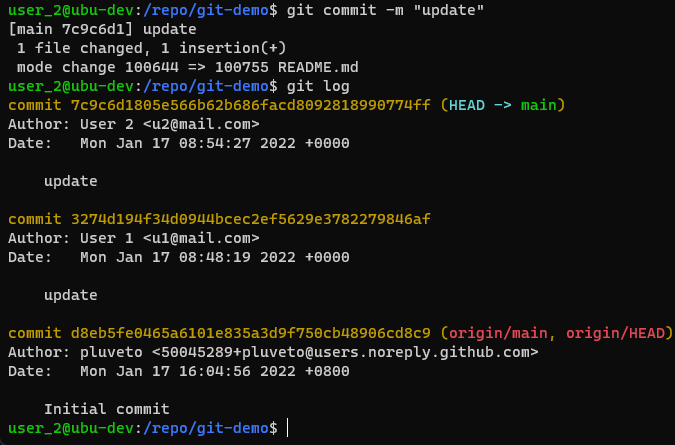 user_2@ubu-dev:/repo/git-demo$ git commit -m "update"
[main 7c9c6d1] update
 1 file changed, 1 insertion(+)
 mode change 100644 => 100755 README.md
user_2@ubu-dev:/repo/git-demo$ git log
commit 7c9c6d1805e566b62b686facd8092818990774ff (HEAD -> main)
Author: User 2 <u2@mail.com>
Date:   Mon Jan 17 08:54:27 2022 +0000

    update

commit 3274d194f34d0944bcec2ef5629e3782279846af
Author: User 1 <u1@mail.com>
Date:   Mon Jan 17 08:48:19 2022 +0000

    update

commit d8eb5fe0465a6101e835a3d9f750cb48906cd8c9 (origin/main, origin/HEAD)
Author: pluveto <50045289+pluveto@users.noreply.github.com>
Date:   Mon Jan 17 16:04:56 2022 +0800

    Initial commit
user_2@ubu-dev:/repo/git-demo$